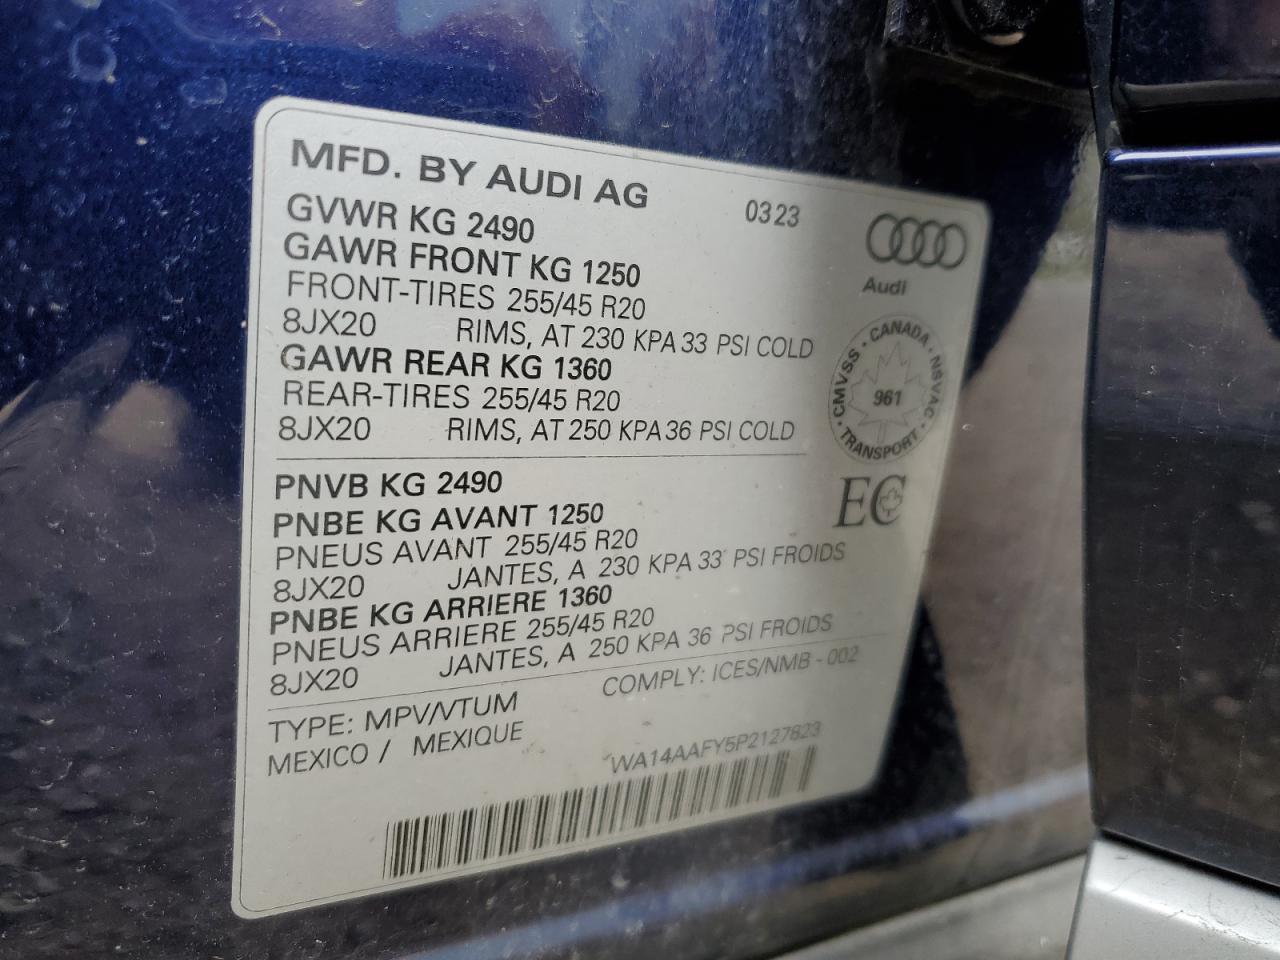 MFD. BY AUDI AG 0323
GVWR KG 2490
GAWR FRONT KG 1250
FRONT-TIRES 255/45 R20
8JX20 RIMS, AT 230 KPA 33 PSI COLD
GAWR REAR KG 1360
REAR-TIRES 255/45 R20
8JX20 RIMS, AT 250 KPA 36 PSI COLD
Audi
CMVSS · CANADA · NSVAC · TRANSPORT ·
961
EC
PNVB KG 2490
PNBE KG AVANT 1250
PNEUS AVANT 255/45 R20
8JX20 JANTES, A 230 KPA 33 PSI FROIDS
PNBE KG ARRIERE 1360
PNEUS ARRIERE 255/45 R20
8JX20 JANTES, A 250 KPA 36 PSI FROIDS
TYPE: MPV/VTUM COMPLY: ICES/NMB - 002
MEXICO / MEXIQUE
WA14AAFY5P2127823